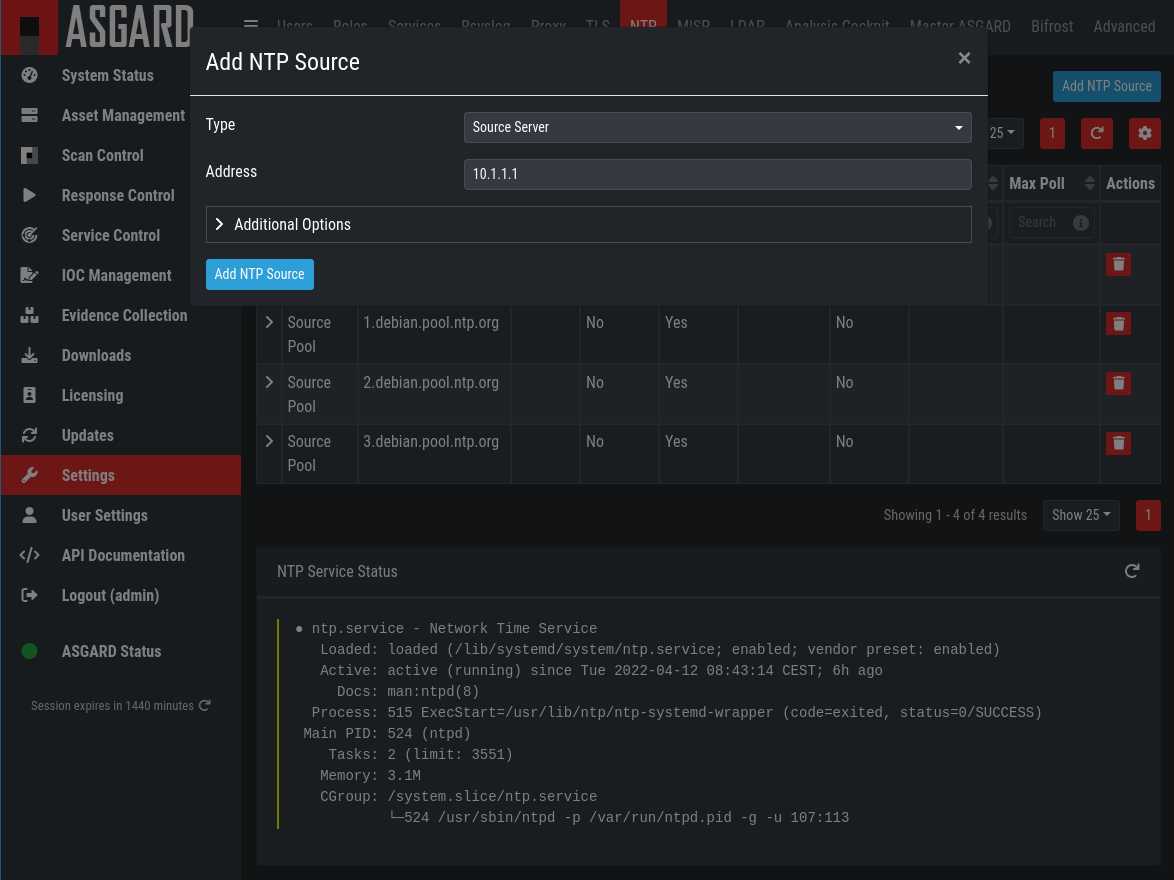 ASGARD
Users Roles Services Rsyslog Proxy TLS NTP MISP LDAP Analysis Cockpit Master ASGARD Bifrost Advanced
Add NTP Source ×
Add NTP Source
Type Source Server
Address 10.1.1.1
Additional Options
Add NTP Source
25 1
Max Poll Actions
Search
System Status
Asset Management
Scan Control
Response Control
Service Control
IOC Management
Evidence Collection
Downloads
Licensing
Updates
Settings
User Settings
API Documentation
Logout (admin)
ASGARD Status
Session expires in 1440 minutes
Source Pool 1.debian.pool.ntp.org No Yes No
Source Pool 2.debian.pool.ntp.org No Yes No
Source Pool 3.debian.pool.ntp.org No Yes No
Showing 1 - 4 of 4 results Show 25 1
NTP Service Status
● ntp.service - Network Time Service
Loaded: loaded (/lib/systemd/system/ntp.service; enabled; vendor preset: enabled)
Active: active (running) since Tue 2022-04-12 08:43:14 CEST; 6h ago
Docs: man:ntpd(8)
Process: 515 ExecStart=/usr/lib/ntp/ntp-systemd-wrapper (code=exited, status=0/SUCCESS)
Main PID: 524 (ntpd)
Tasks: 2 (limit: 3551)
Memory: 3.1M
CGroup: /system.slice/ntp.service
└─524 /usr/sbin/ntpd -p /var/run/ntpd.pid -g -u 107:113